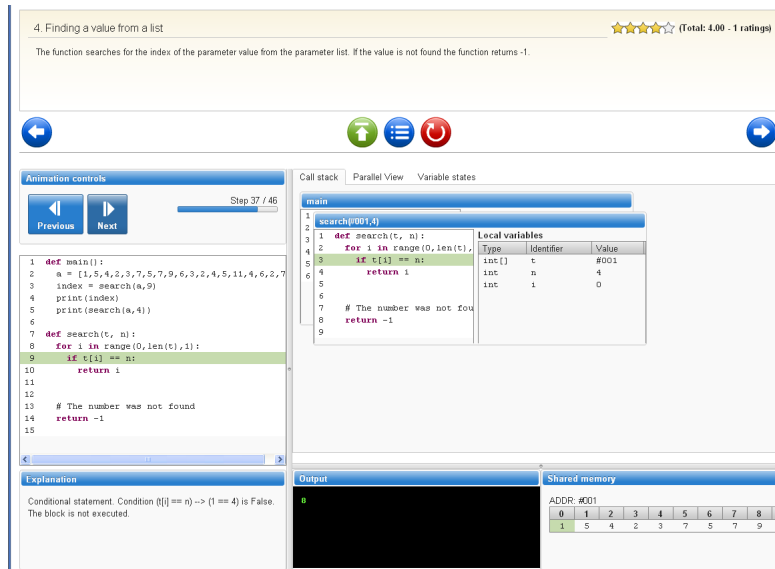 4. Finding a value from a list
(Total: 4.00 - 1 ratings)
The function searches for the index of the parameter value from the parameter list. If the value is not found the function returns -1.
Animation controls
Previous
Next
Step 37 / 46
1 def main():
2 a = [1,5,4,2,3,7,5,7,9,6,3,2,4,5,11,4,6,2,7
3 index = search(a,9)
4 print(index)
5 print(search(a,4))
6
7 def search(t, n):
8 for i in range(0,len(t),1):
9 if t[i] == n:
10 return i
11
12
13 # The number was not found
14 return -1
15
Call stack
Parallel View
Variable states
main
1
2
3
4
5
6
search(#001,4)
1 def search(t, n):
2 for i in range(0,len(t),
3 if t[i] == n:
4 return i
5
6
7 # The number was not fou
8 return -1
9
Local variables
Type Identifier Value
int[] t #001
int n 4
int i 0
Explanation
Conditional statement. Condition (t[i] == n) --> (1 == 4) is False.
The block is not executed.
Output
8
Shared memory
ADDR: #001
0 1 2 3 4 5 6 7 8
1 5 4 2 3 7 5 7 9